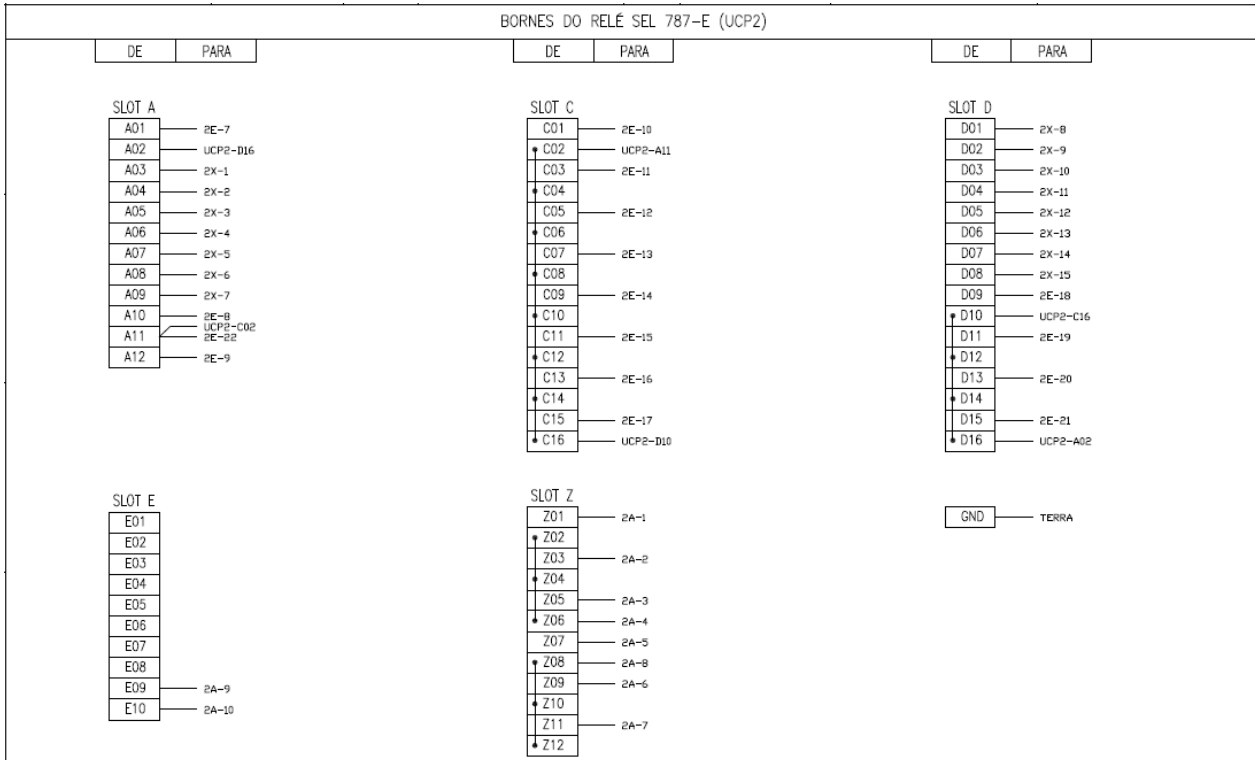 BORNES DO RELÉ SEL 787-E (UCP2)
DE PARA
DE PARA
DE PARA
SLOT A
A01 2E-7
A02 UCP2-D16
A03 2X-1
A04 2X-2
A05 2X-3
A06 2X-4
A07 2X-5
A08 2X-6
A09 2X-7
A10 2E-8
UCP2-C02
A11 2E-22
A12 2E-9
SLOT C
C01 2E-10
C02 UCP2-A11
C03 2E-11
C04
C05 2E-12
C06
C07 2E-13
C08
C09 2E-14
C10
C11 2E-15
C12
C13 2E-16
C14
C15 2E-17
C16 UCP2-D10
SLOT D
D01 2X-8
D02 2X-9
D03 2X-10
D04 2X-11
D05 2X-12
D06 2X-13
D07 2X-14
D08 2X-15
D09 2E-18
D10 UCP2-C16
D11 2E-19
D12
D13 2E-20
D14
D15 2E-21
D16 UCP2-A02
SLOT E
E01
E02
E03
E04
E05
E06
E07
E08
E09 2A-9
E10 2A-10
SLOT Z
Z01 2A-1
Z02
Z03 2A-2
Z04
Z05 2A-3
Z06 2A-4
Z07 2A-5
Z08 2A-8
Z09 2A-6
Z10
Z11 2A-7
Z12
GND TERRA